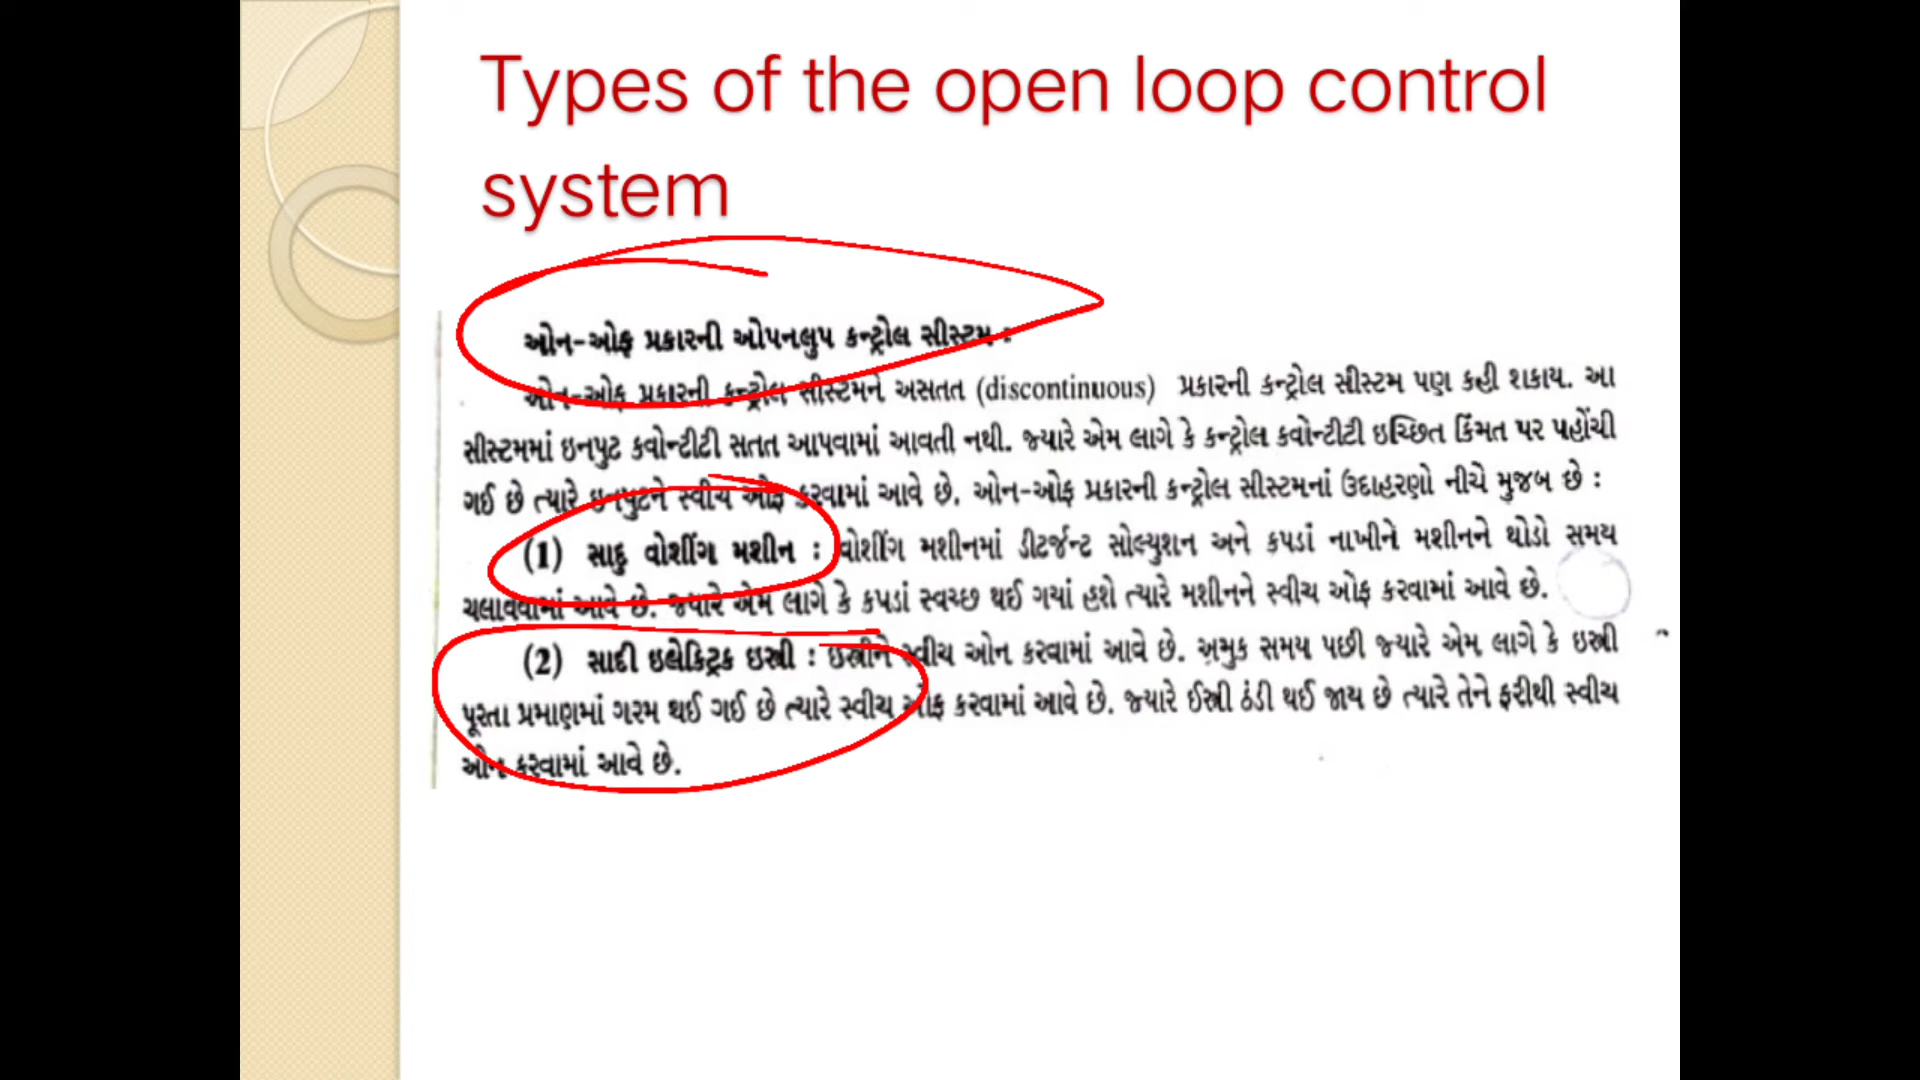 Types of the open loop control
system
ઓન-ઓફ પ્રકારની ઓપનલુપ કન્ટ્રોલ સીસ્ટમ :
ઓન-ઓફ પ્રકારની કન્ટ્રોલ સીસ્ટમને અસતત (discontinuous) પ્રકારની કન્ટ્રોલ સીસ્ટમ પણ કહી શકાય. આ
સીસ્ટમમાં ઇનપુટ કવોન્ટીટી સતત આપવામાં આવતી નથી. જ્યારે એમ લાગે કે કન્ટ્રોલ કવોન્ટીટી ઇચ્છિત કિંમત પર પહોંચી
ગઈ છે ત્યારે ઇનપુટને સ્વીચ ઓફ કરવામાં આવે છે. ઓન-ઓફ પ્રકારની કન્ટ્રોલ સીસ્ટમનાં ઉદાહરણો નીચે મુજબ છે :
(1) સાદુ વોશીંગ મશીન : વોશીંગ મશીનમાં ડીટર્જન્ટ સોલ્યુશન અને કપડાં નાખીને મશીનને થોડો સમય
ચલાવવામાં આવે છે. જ્યારે એમ લાગે કે કપડાં સ્વચ્છ થઈ ગયાં હશે ત્યારે મશીનને સ્વીચ ઓફ કરવામાં આવે છે.
(2) સાદી ઇલેકિટ્રક ઇસ્ત્રી : ઇસ્ત્રીને સ્વીચ ઓન કરવામાં આવે છે. અમુક સમય પછી જ્યારે એમ લાગે કે ઇસ્ત્રી
પૂરતા પ્રમાણમાં ગરમ થઈ ગઈ છે ત્યારે સ્વીચ ઓફ કરવામાં આવે છે. જ્યારે ઈસ્ત્રી ઠંડી થઈ જાય છે ત્યારે તેને ફરીથી સ્વીચ
ઓન કરવામાં આવે છે.